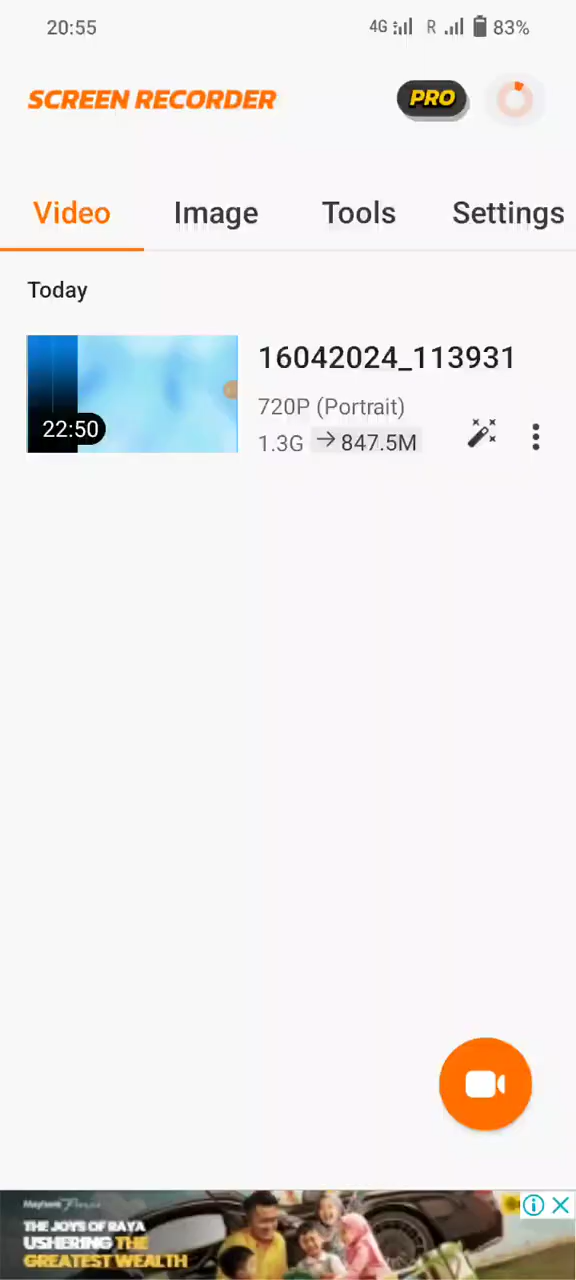 20:55
4G R 83%
SCREEN RECORDER
PRO
Video Image Tools Settings
Today
16042024_113931
22:50
720P (Portrait)
1.3G →847.5M
Maybank
THE JOYS OF RAYA
USHERING THE
GREATEST WEALTH